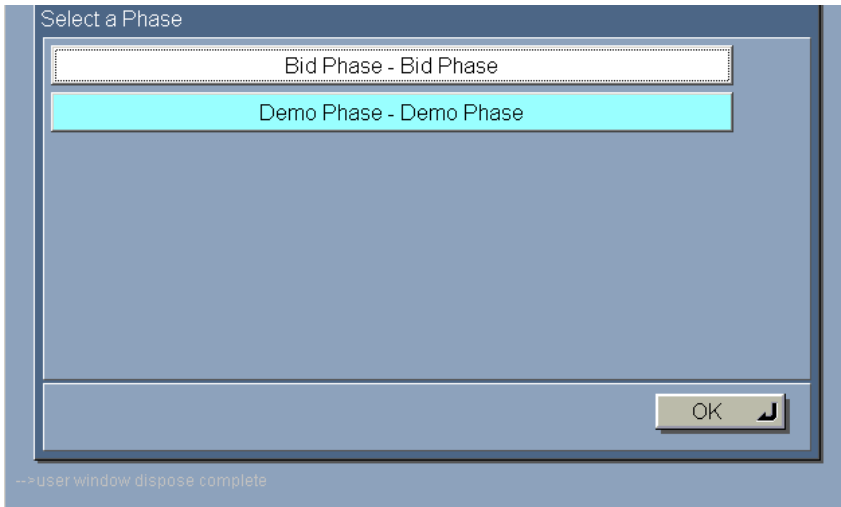 Select a Phase
Bid Phase - Bid Phase
Demo Phase - Demo Phase
OK
-->user window dispose complete